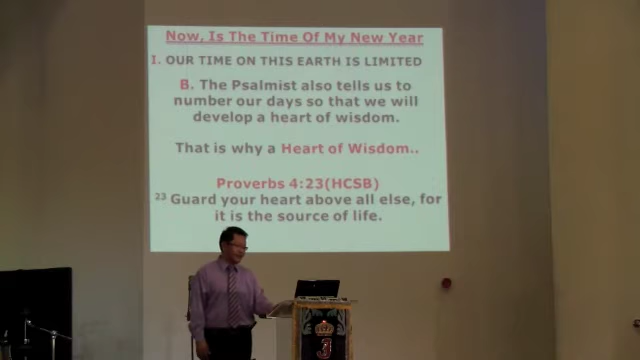 Now, Is The Time Of My New Year
I. OUR TIME ON THIS EARTH IS LIMITED
B. The Psalmist also tells us to
number our days so that we will
develop a heart of wisdom.
That is why a Heart of Wisdom..
Proverbs 4:23(HCSB)
23 Guard your heart above all else, for
it is the source of life.
J